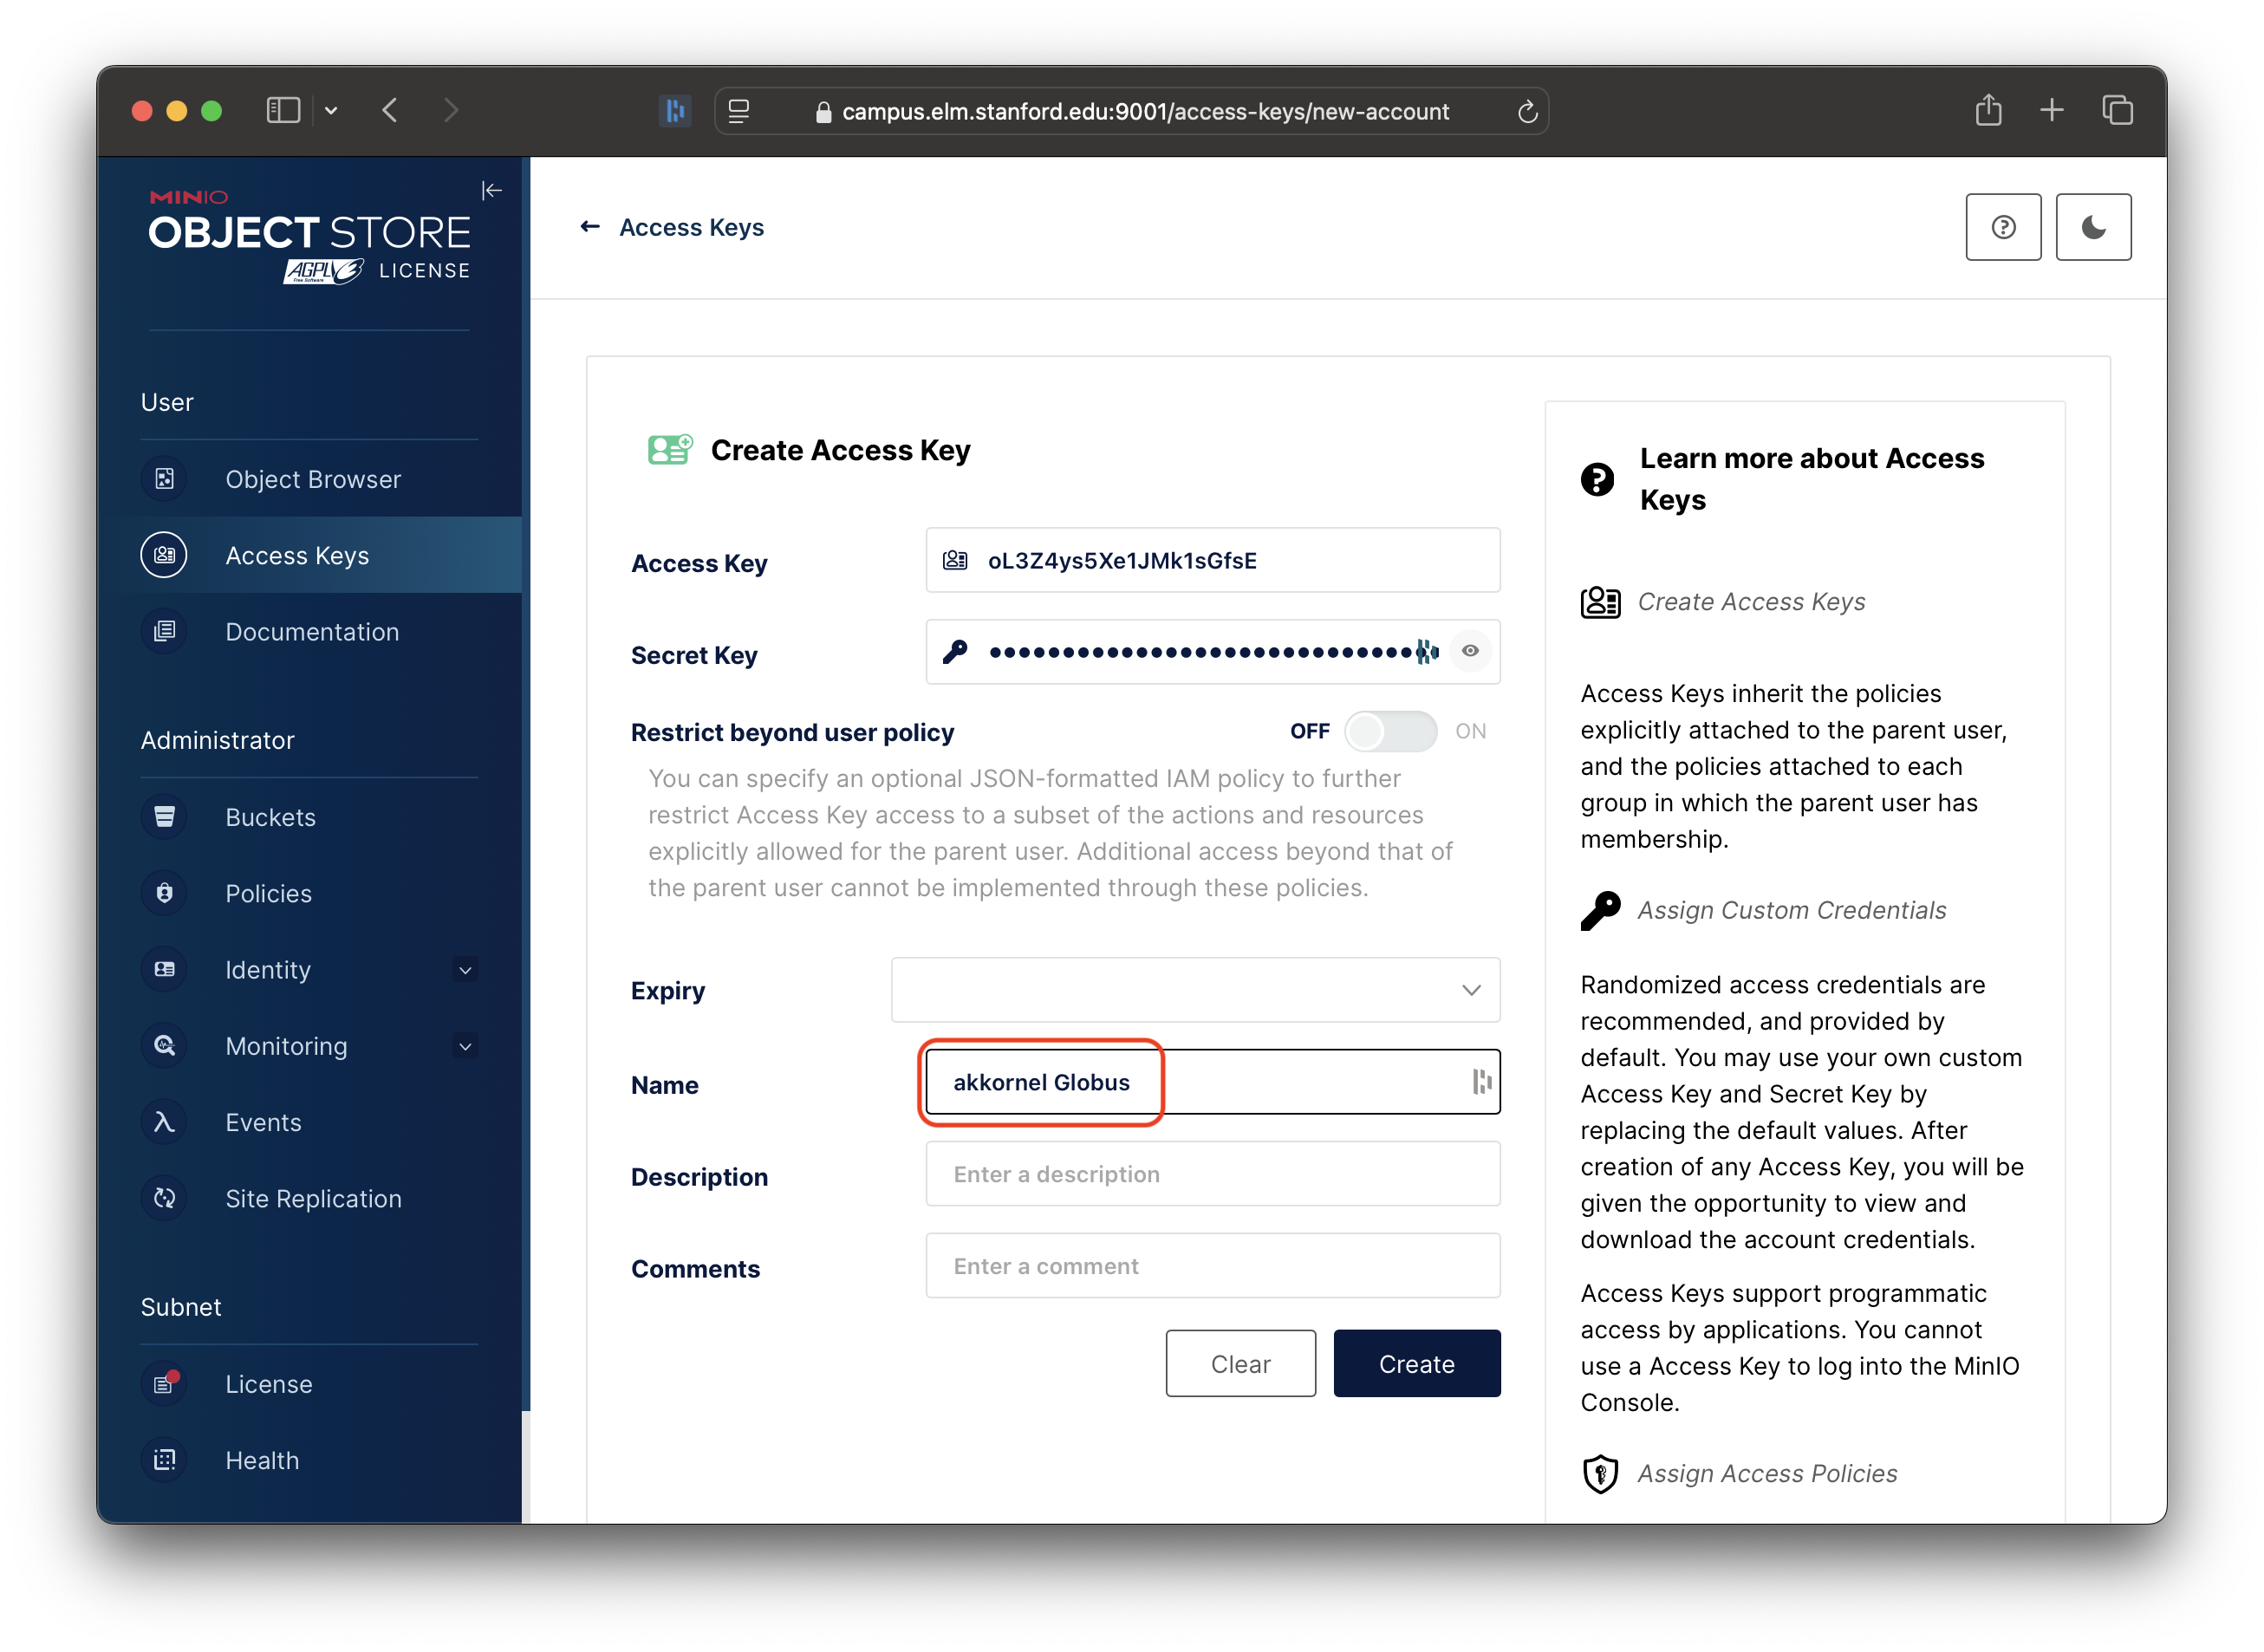 campus.elm.stanford.edu:9001/access-keys/new-account
MINIO
OBJECT STORE
AGPLv3 LICENSE
Free Software
User
Object Browser
Access Keys
Documentation
Administrator
Buckets
Policies
Identity
Monitoring
Events
Site Replication
Subnet
License
Health
Access Keys
Create Access Key
Access Key
oL3Z4ys5Xe1JMk1sGfsE
Secret Key
Restrict beyond user policy
OFF ON
You can specify an optional JSON-formatted IAM policy to further
restrict Access Key access to a subset of the actions and resources
explicitly allowed for the parent user. Additional access beyond that of
the parent user cannot be implemented through these policies.
Expiry
Name
akkornel Globus
Description
Enter a description
Comments
Enter a comment
Clear
Create
Learn more about Access
Keys
Create Access Keys
Access Keys inherit the policies
explicitly attached to the parent user,
and the policies attached to each
group in which the parent user has
membership.
Assign Custom Credentials
Randomized access credentials are
recommended, and provided by
default. You may use your own custom
Access Key and Secret Key by
replacing the default values. After
creation of any Access Key, you will be
given the opportunity to view and
download the account credentials.
Access Keys support programmatic
access by applications. You cannot
use a Access Key to log into the MinIO
Console.
Assign Access Policies